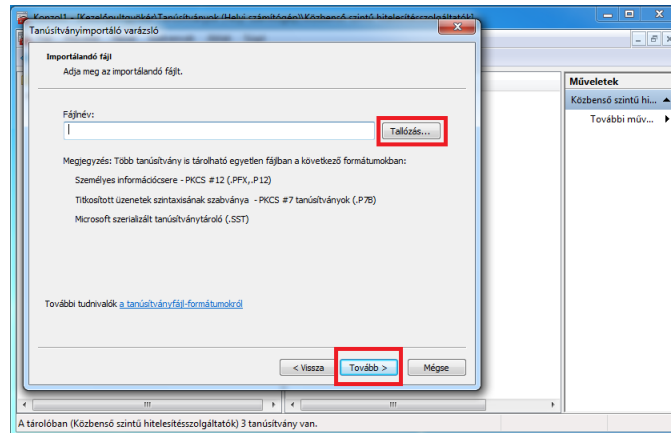 Konzol1 - [Kezelőpultgyökér\Tanúsítványok (Helyi számítógép)\Közbenső szintű hitelesítésszolgáltatók]
Tanúsítványimportáló varázsló
Importálandó fájl
Adja meg az importálandó fájlt.
Fájlnév:
Tallózás...
Megjegyzés: Több tanúsítvány is tárolható egyetlen fájlban a következő formátumokban:
Személyes információcsere - PKCS #12 (.PFX,.P12)
Titkosított üzenetek szintaxisának szabványa - PKCS #7 tanúsítványok (.P7B)
Microsoft szerializált tanúsítványtároló (.SST)
További tudnivalók a tanúsítványfájl-formátumokról
< Vissza
Tovább >
Mégse
Műveletek
Közbenső szintű hi...
További műv...
A tárolóban (Közbenső szintű hitelesítésszolgáltatók) 3 tanúsítvány van.